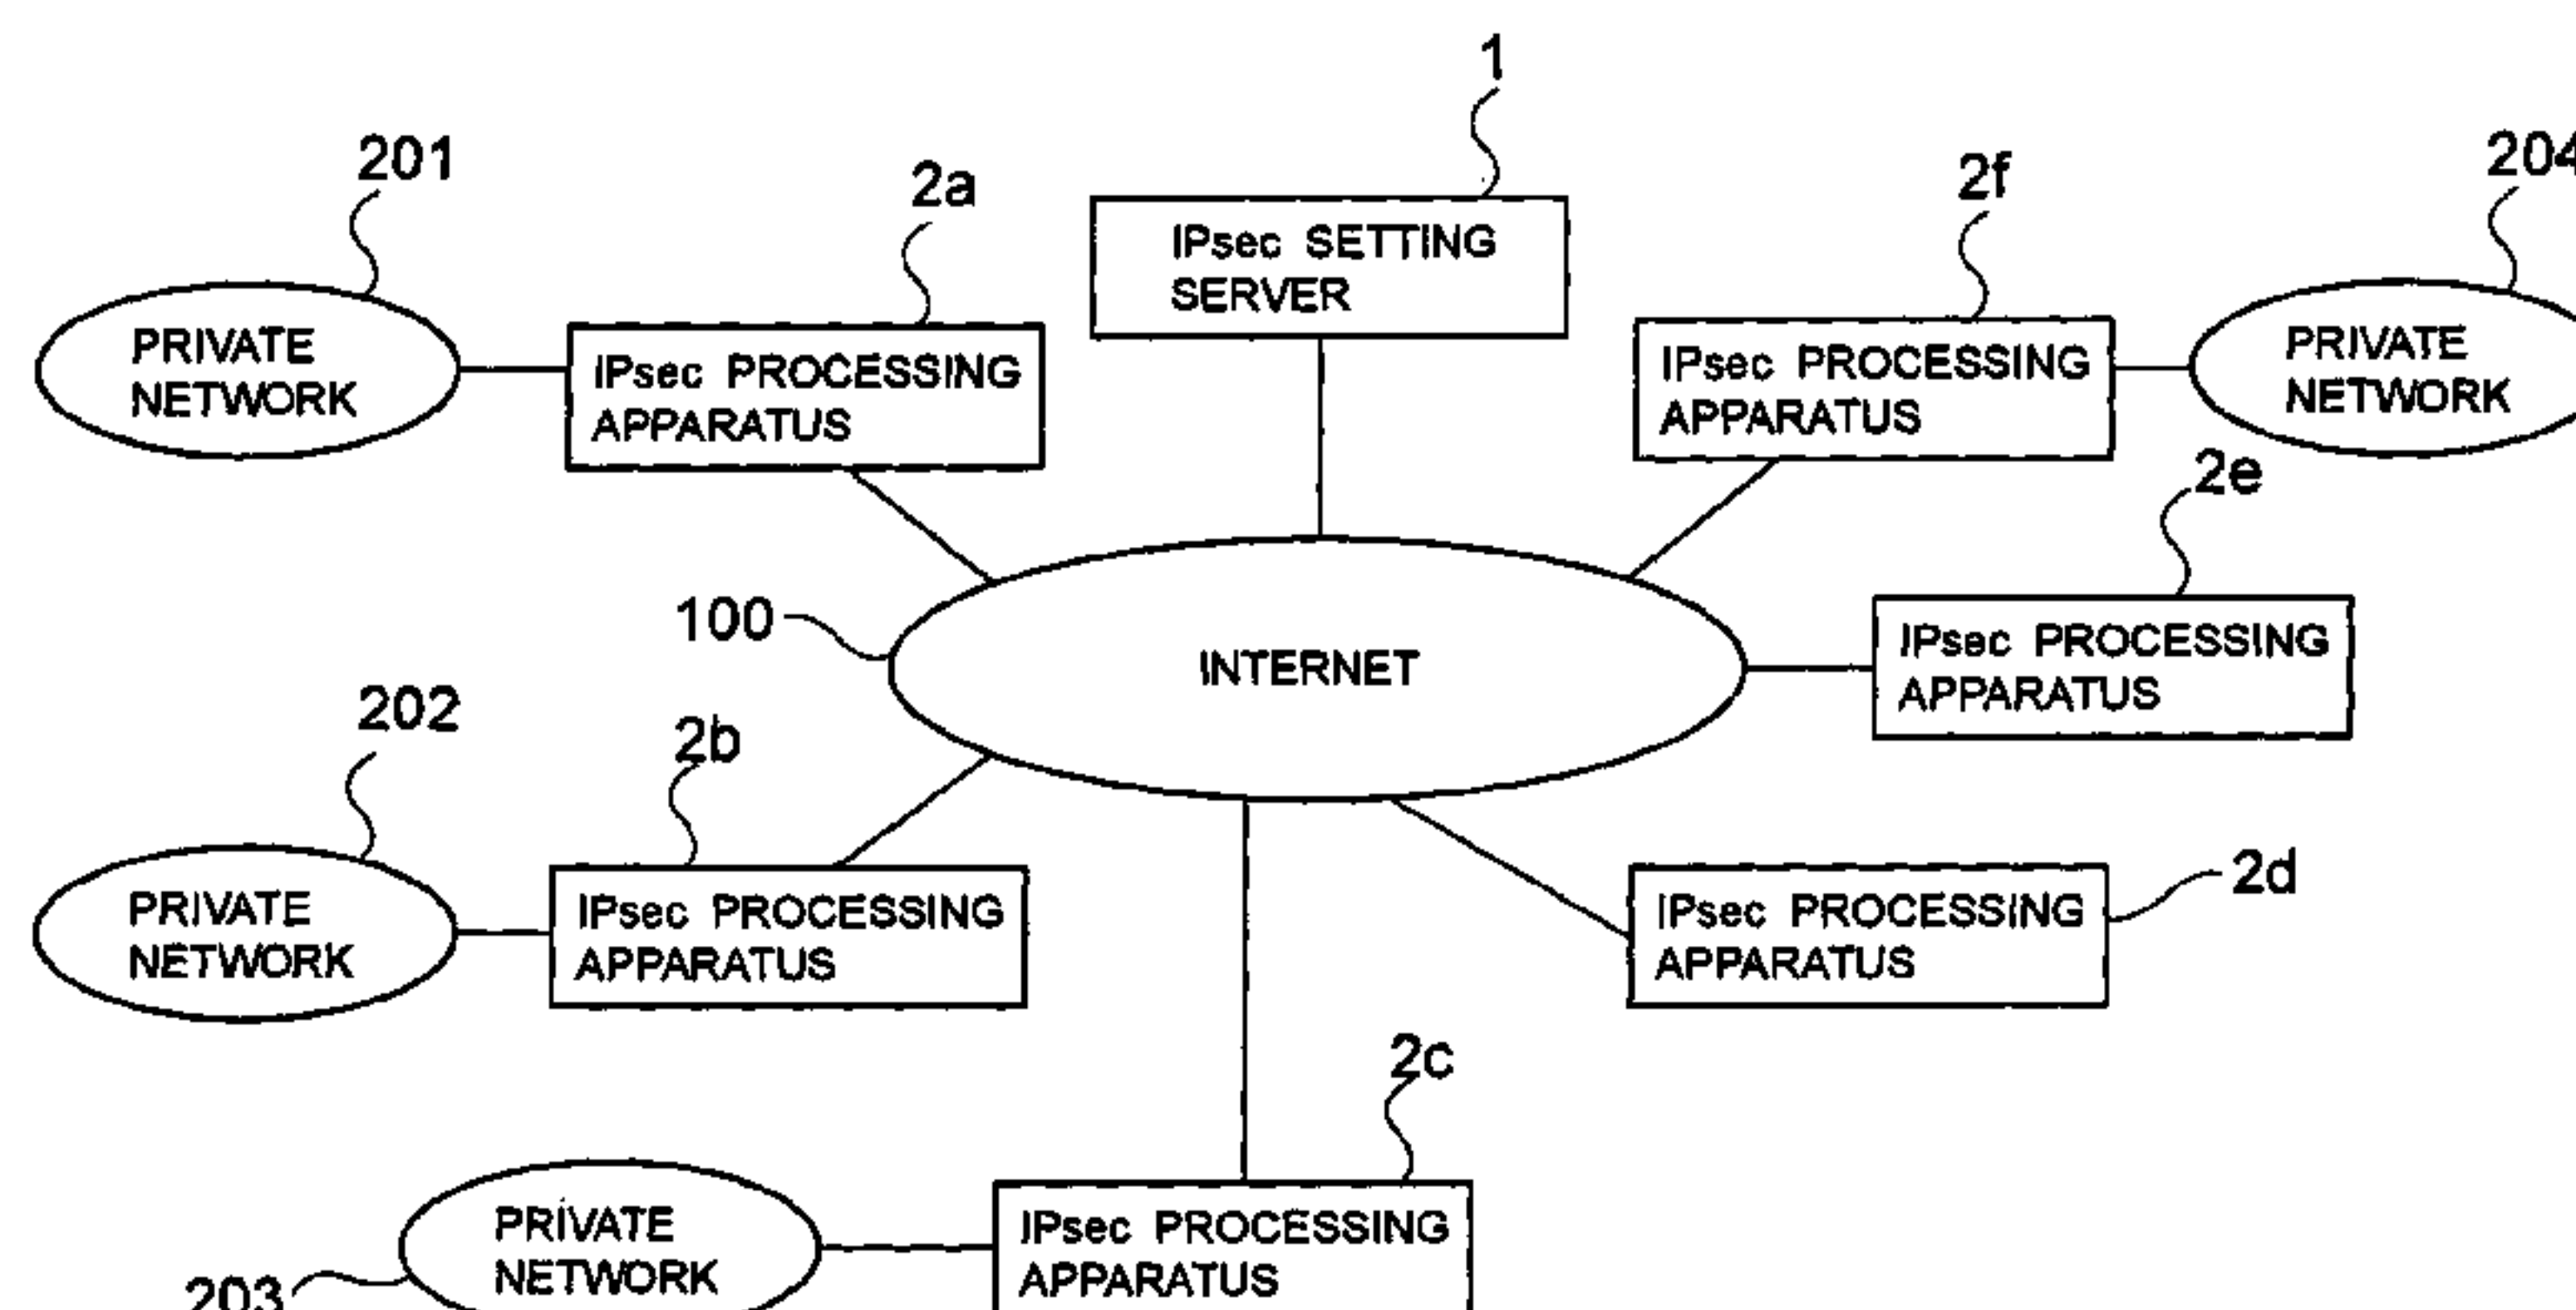 1
201
2a
2f
204
IPsec SETTING
SERVER
PRIVATE
NETWORK
IPsec PROCESSING
APPARATUS
IPsec PROCESSING
APPARATUS
PRIVATE
NETWORK
2e
100
INTERNET
IPsec PROCESSING
APPARATUS
202
2b
2d
PRIVATE
NETWORK
IPsec PROCESSING
APPARATUS
IPsec PROCESSING
APPARATUS
2c
PRIVATE
NETWORK
IPsec PROCESSING
APPARATUS
203